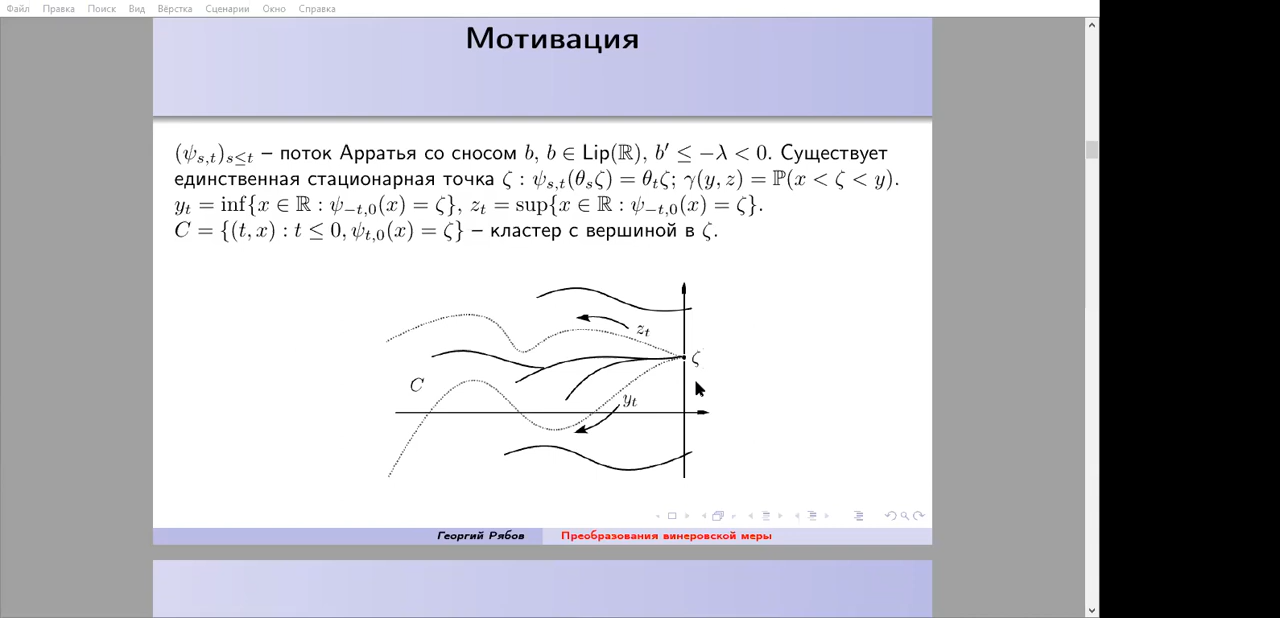 Файл Правка Поиск Вид Вёрстка Сценарии Окно Справка
Мотивация
(ψ_{s,t})_{s≤t} – поток Арратья со сносом b, b ∈ Lip(ℝ), b′ ≤ −λ < 0. Существует
единственная стационарная точка ζ : ψ_{s,t}(θ_sζ) = θ_tζ; γ(y, z) = ℙ(x < ζ < y).
y_t = inf{x ∈ ℝ : ψ_{−t,0}(x) = ζ}, z_t = sup{x ∈ ℝ : ψ_{−t,0}(x) = ζ}.
C = {(t, x) : t ≤ 0, ψ_{t,0}(x) = ζ} – кластер с вершиной в ζ.
z_t
ζ
C
y_t
Георгий Рябов Преобразования винеровской меры